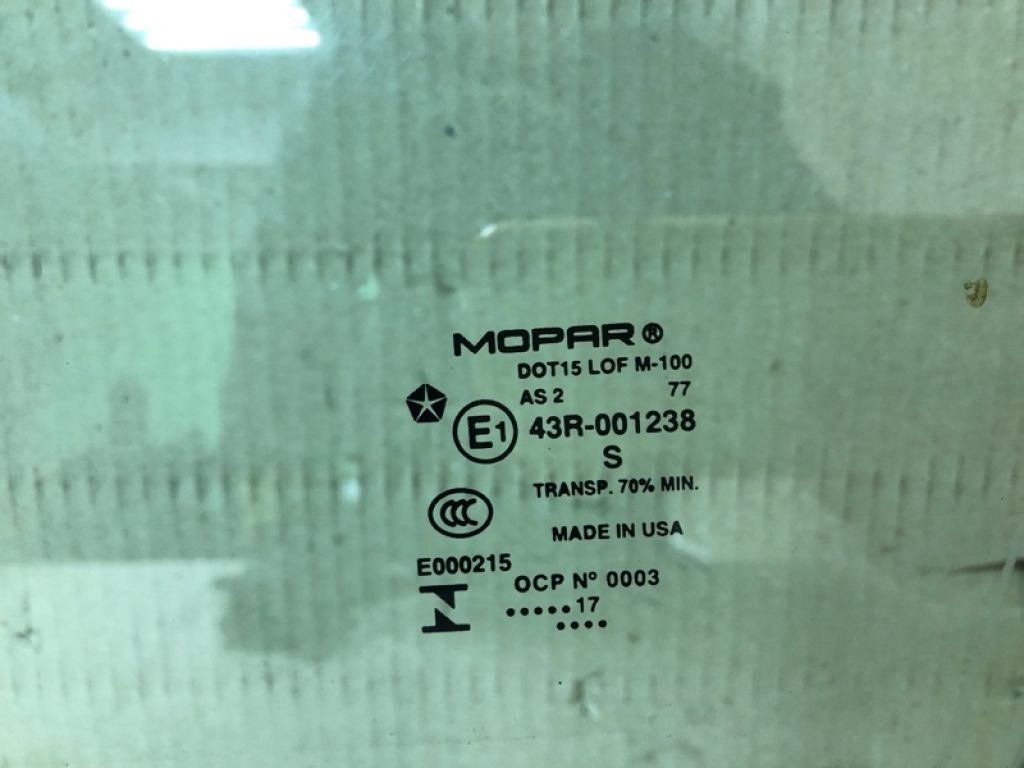 MOPAR®
DOT15 LOF M-100
AS 2 77
E1 43R-001238
S
TRANSP. 70% MIN.
CCC
MADE IN USA
E000215
OCP Nº 0003
•••••17
••••